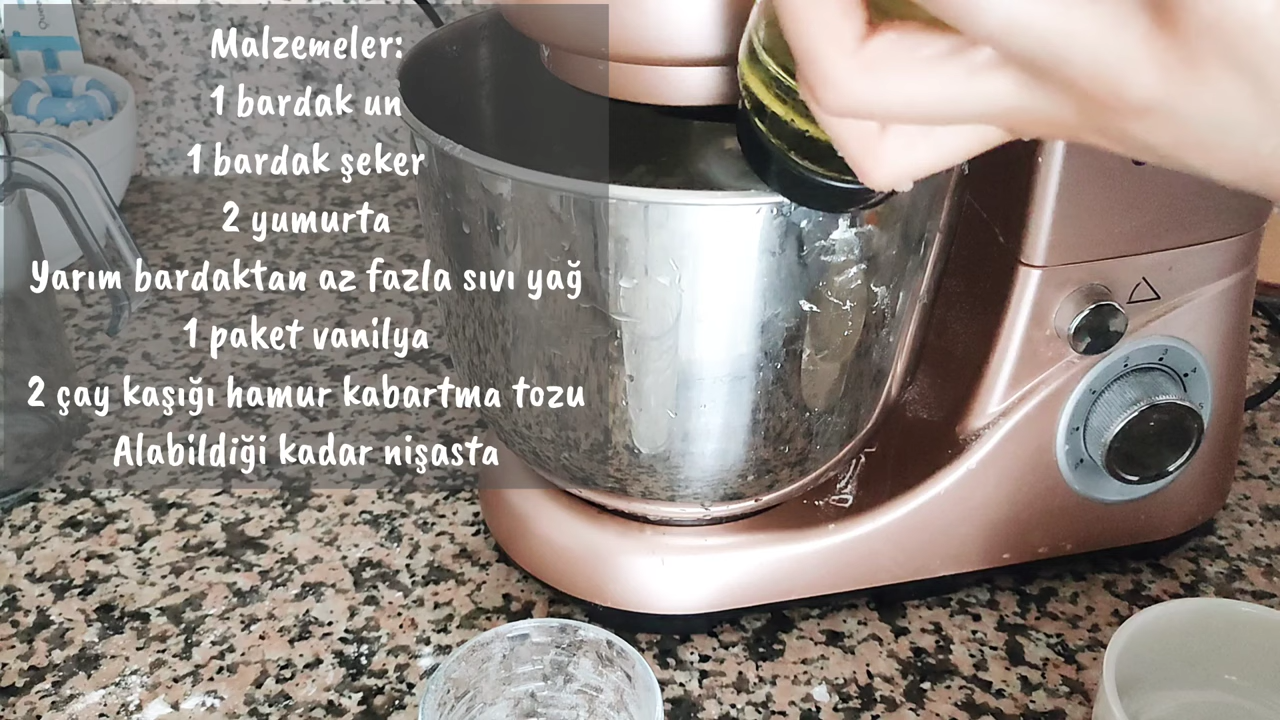 Malzemeler:
1 bardak un
1 bardak şeker
2 yumurta
Yarım bardaktan az fazla sıvı yağ
1 paket vanilya
2 çay kaşığı hamur kabartma tozu
Alabildiği kadar nişasta